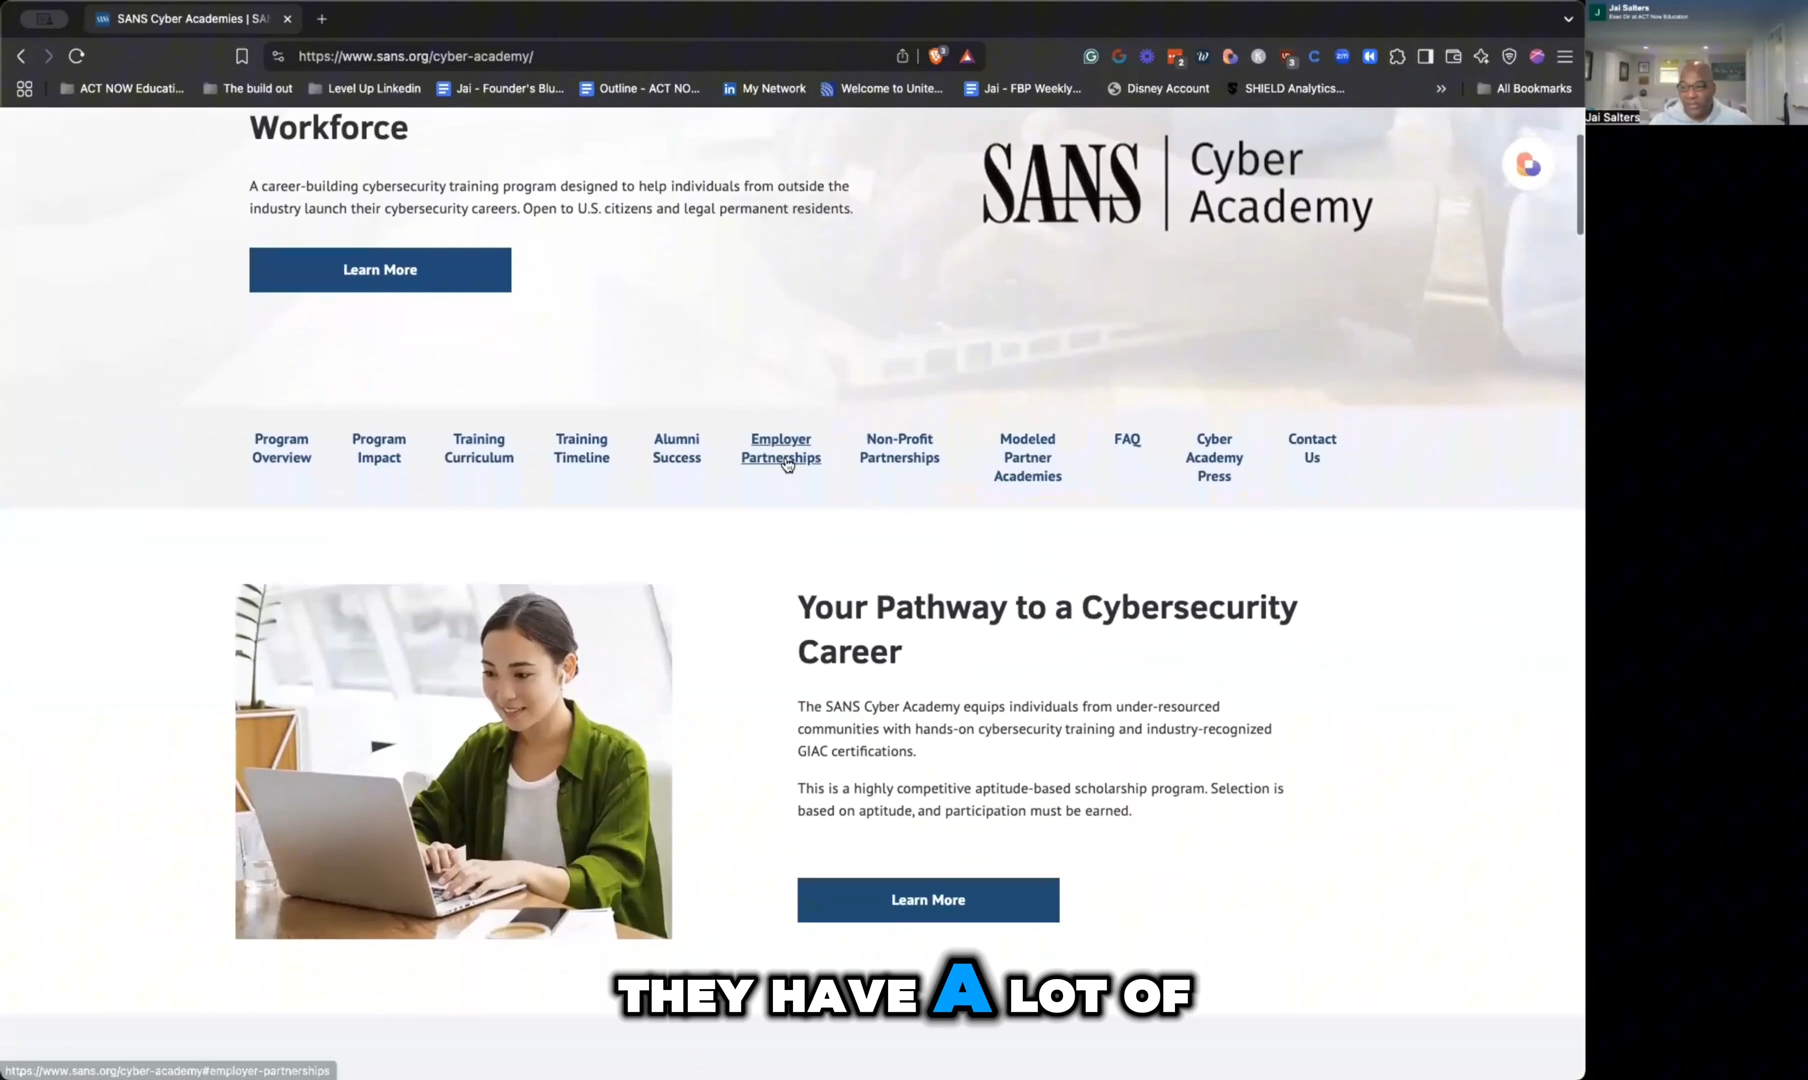 SANS Cyber Academies | SA
https://www.sans.org/cyber-academy/
ACT NOW Educati...
The build out
Level Up Linkedin
Jai - Founder's Blu...
Outline - ACT NO...
My Network
Welcome to Unite...
Jai - FBP Weekly...
Disney Account
SHIELD Analytics...
All Bookmarks
Jai Salters
Exec Dir at ACT Now Education
Jai Salters
Workforce
A career-building cybersecurity training program designed to help individuals from outside the
industry launch their cybersecurity careers. Open to U.S. citizens and legal permanent residents.
Learn More
SANS | Cyber
Academy
Program
Overview
Program
Impact
Training
Curriculum
Training
Timeline
Alumni
Success
Employer
Partnerships
Non-Profit
Partnerships
Modeled
Partner
Academies
FAQ
Cyber
Academy
Press
Contact
Us
Your Pathway to a Cybersecurity
Career
The SANS Cyber Academy equips individuals from under-resourced
communities with hands-on cybersecurity training and industry-recognized
GIAC certifications.
This is a highly competitive aptitude-based scholarship program. Selection is
based on aptitude, and participation must be earned.
Learn More
THEY HAVE A LOT OF
https://www.sans.org/cyber-academy#employer-partnerships